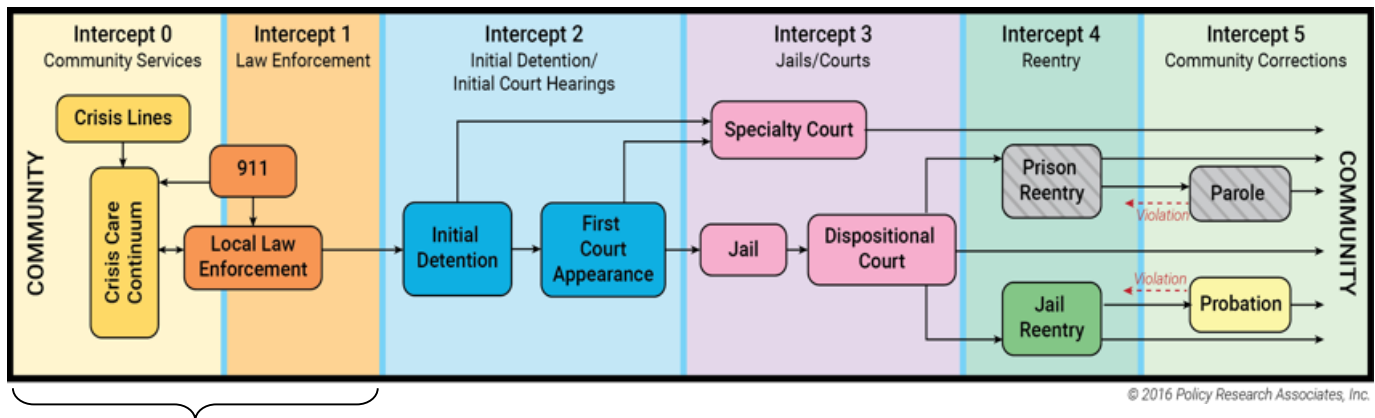 Intercept 0
Community Services
Intercept 1
Law Enforcement
Intercept 2
Initial Detention/
Initial Court Hearings
Intercept 3
Jails/Courts
Intercept 4
Reentry
Intercept 5
Community Corrections
COMMUNITY
Crisis Lines
Crisis Care
Continuum
911
Local Law
Enforcement
Initial
Detention
First
Court
Appearance
Specialty Court
Jail
Dispositional
Court
Prison
Reentry
Violation
Parole
Jail
Reentry
Violation
Probation
COMMUNITY
© 2016 Policy Research Associates, Inc.